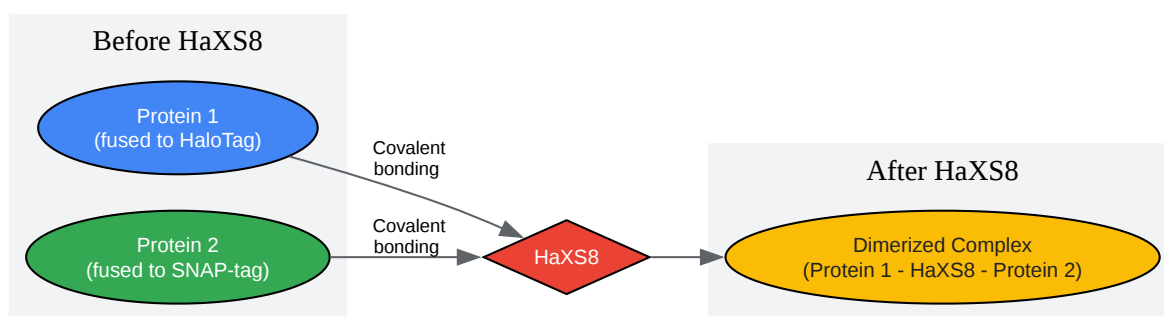 Before HaXS8
Protein 1
(fused to HaloTag)
Protein 2
(fused to SNAP-tag)
Covalent
bonding
Covalent
bonding
HaXS8
After HaXS8
Dimerized Complex
(Protein 1 - HaXS8 - Protein 2)